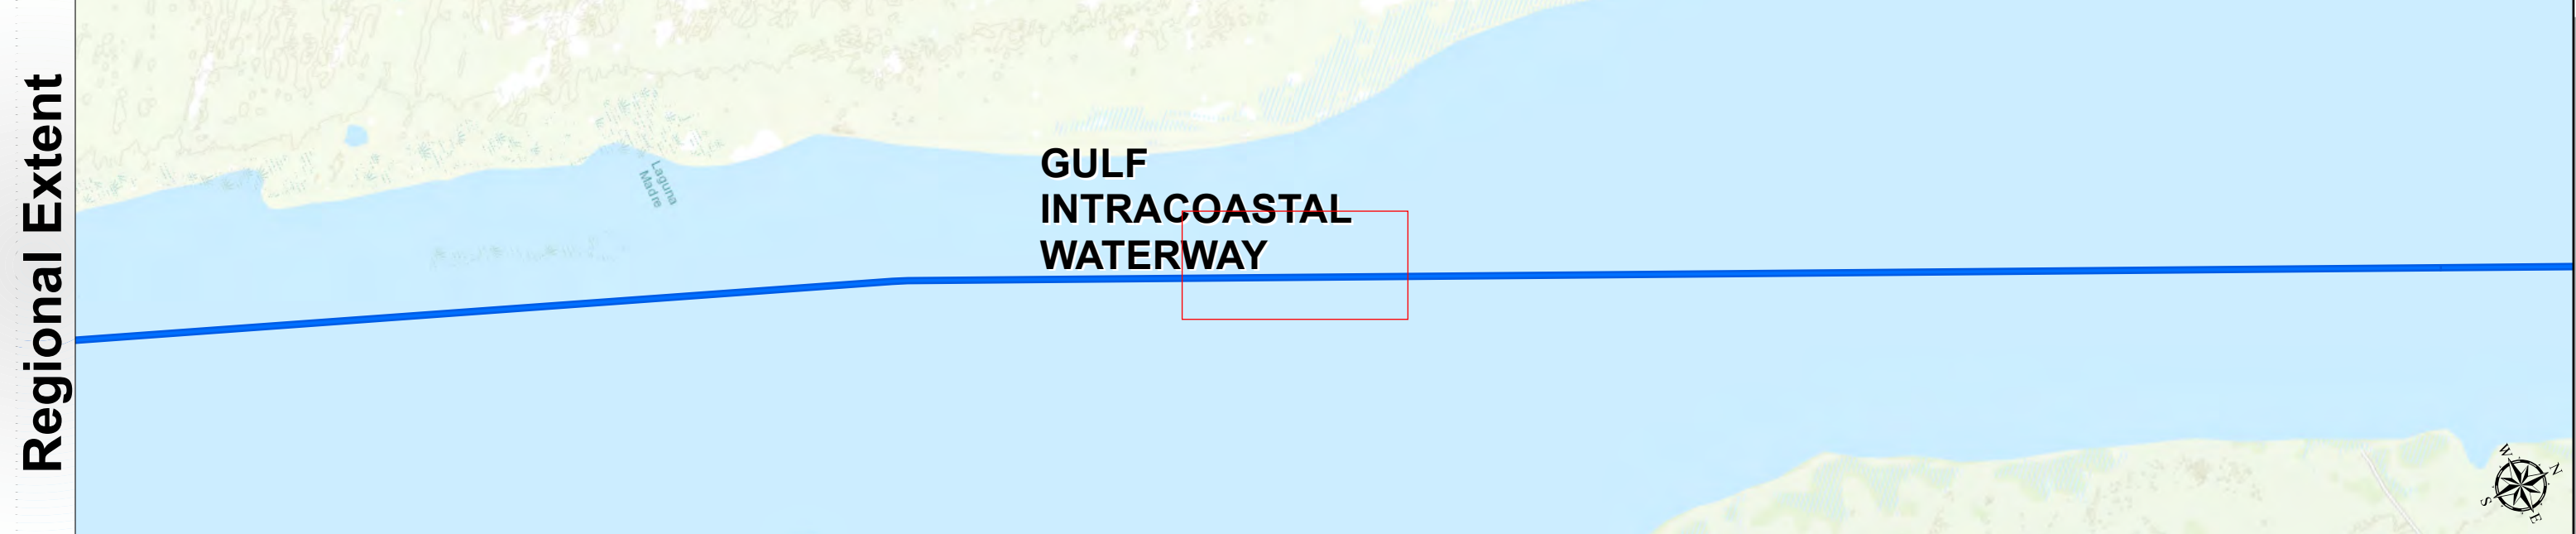 Regional Extent
Laguna
Madre
GULF
INTRACOASTAL
WATERWAY
W
N
S
E